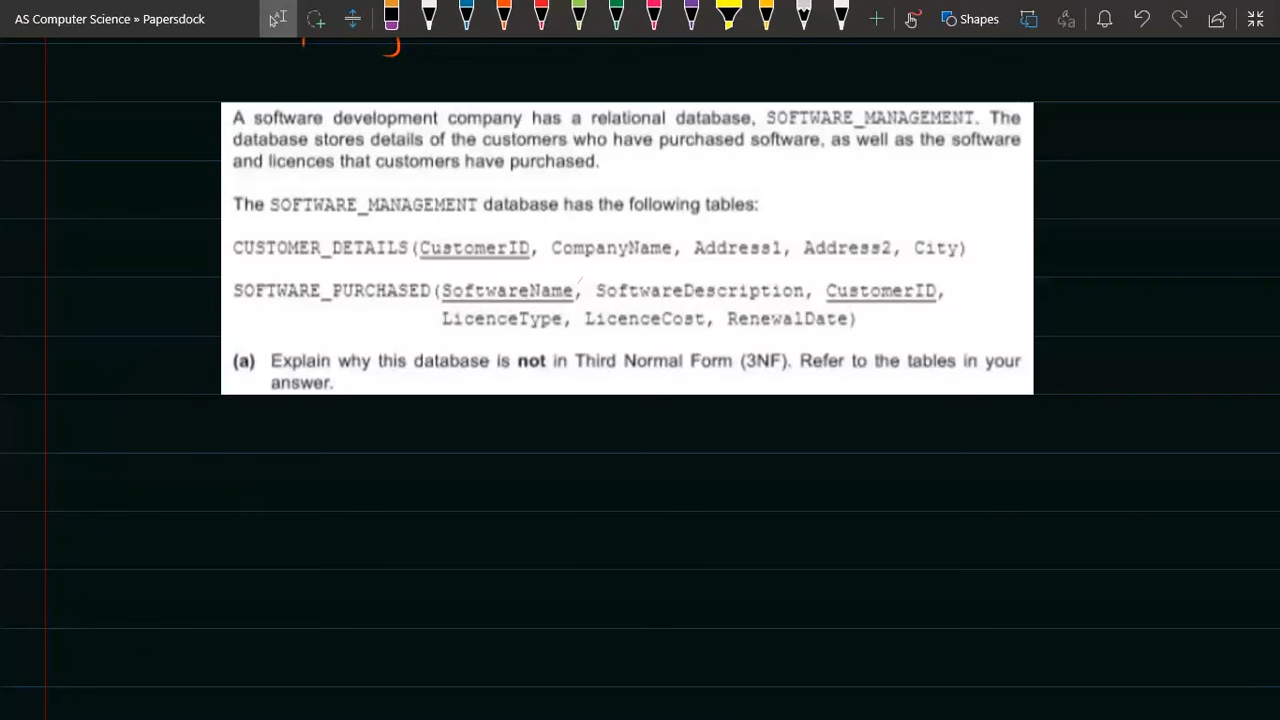 AS Computer Science » Papersdock
Shapes
A software development company has a relational database, SOFTWARE_MANAGEMENT. The
database stores details of the customers who have purchased software, as well as the software
and licences that customers have purchased.
The SOFTWARE_MANAGEMENT database has the following tables:
CUSTOMER_DETAILS(CustomerID, CompanyName, Address1, Address2, City)
SOFTWARE_PURCHASED(SoftwareName, SoftwareDescription, CustomerID,
LicenceType, LicenceCost, RenewalDate)
(a) Explain why this database is not in Third Normal Form (3NF). Refer to the tables in your
answer.